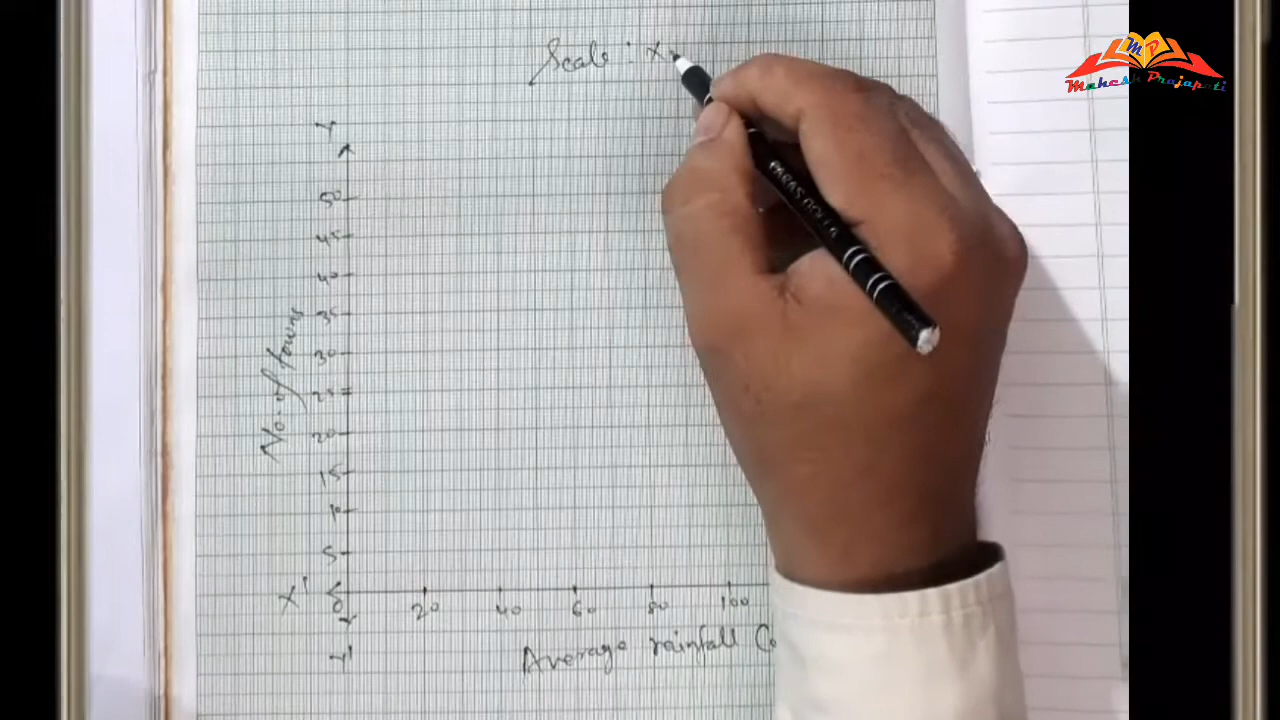 MP
Mahesh Prajapati
Scale : X
Y
50
45
40
35
30
25
20
15
10
5
No. of towns
X'
0
20 40 60 80 100
Y'
Average rainfall